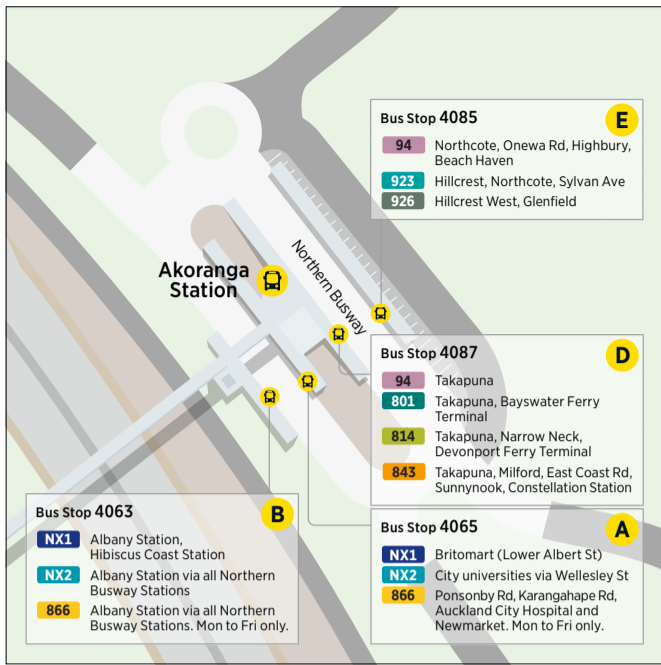 Bus Stop 4085
E
94 Northcote, Onewa Rd, Highbury,
Beach Haven
923 Hillcrest, Northcote, Sylvan Ave
926 Hillcrest West, Glenfield
Akoranga
Station
Northern Busway
Bus Stop 4087
D
94 Takapuna
801 Takapuna, Bayswater Ferry
Terminal
814 Takapuna, Narrow Neck,
Devonport Ferry Terminal
843 Takapuna, Milford, East Coast Rd,
Sunnynook, Constellation Station
Bus Stop 4063
B
NX1 Albany Station,
Hibiscus Coast Station
NX2 Albany Station via all Northern
Busway Stations
866 Albany Station via all Northern
Busway Stations. Mon to Fri only.
Bus Stop 4065
A
NX1 Britomart (Lower Albert St)
NX2 City universities via Wellesley St
866 Ponsonby Rd, Karangahape Rd,
Auckland City Hospital and
Newmarket. Mon to Fri only.